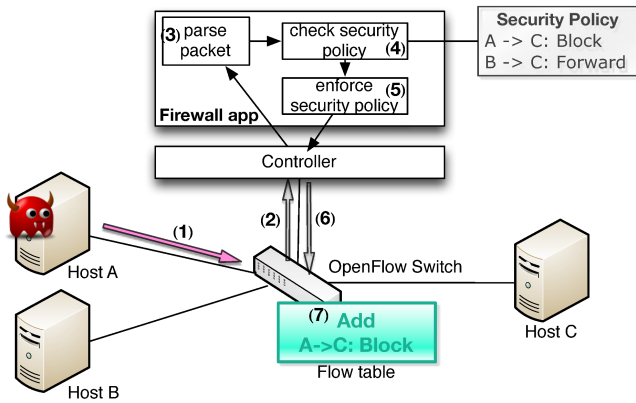 (3) parse
packet
check security
policy (4)
enforce (5)
security policy
Firewall app
Security Policy
A -> C: Block
B -> C: Forward
Controller
(1)
(2)
(6)
Host A
OpenFlow Switch
(7) Add
A->C: Block
Flow table
Host B
Host C